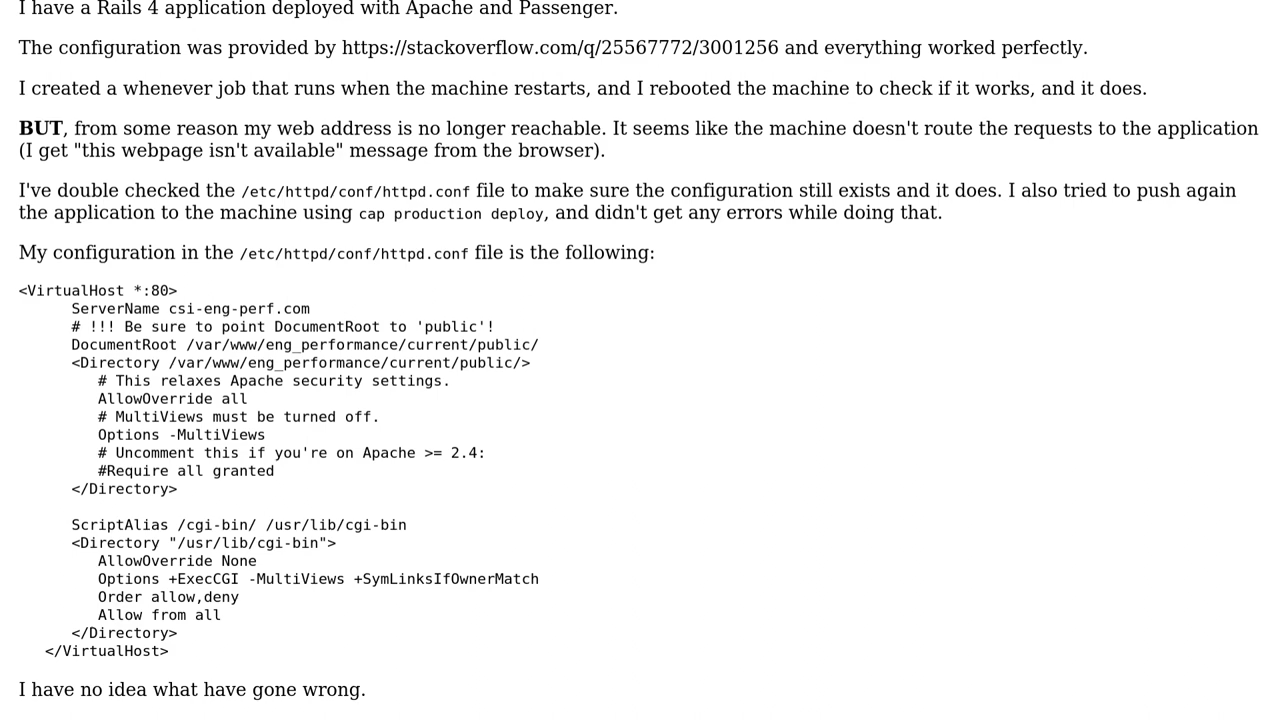 I have a Rails 4 application deployed with Apache and Passenger.
The configuration was provided by https://stackoverflow.com/q/25567772/3001256 and everything worked perfectly.
I created a whenever job that runs when the machine restarts, and I rebooted the machine to check if it works, and it does.
BUT, from some reason my web address is no longer reachable. It seems like the machine doesn't route the requests to the application
(I get "this webpage isn't available" message from the browser).
I've double checked the /etc/httpd/conf/httpd.conf file to make sure the configuration still exists and it does. I also tried to push again
the application to the machine using cap production deploy, and didn't get any errors while doing that.
My configuration in the /etc/httpd/conf/httpd.conf file is the following:
<VirtualHost *:80>
      ServerName csi-eng-perf.com
      # !!! Be sure to point DocumentRoot to 'public'!
      DocumentRoot /var/www/eng_performance/current/public/
      <Directory /var/www/eng_performance/current/public/>
         # This relaxes Apache security settings.
         AllowOverride all
         # MultiViews must be turned off.
         Options -MultiViews
         # Uncomment this if you're on Apache >= 2.4:
         #Require all granted
      </Directory>

      ScriptAlias /cgi-bin/ /usr/lib/cgi-bin
      <Directory "/usr/lib/cgi-bin">
         AllowOverride None
         Options +ExecCGI -MultiViews +SymLinksIfOwnerMatch
         Order allow,deny
         Allow from all
      </Directory>
   </VirtualHost>
I have no idea what have gone wrong.